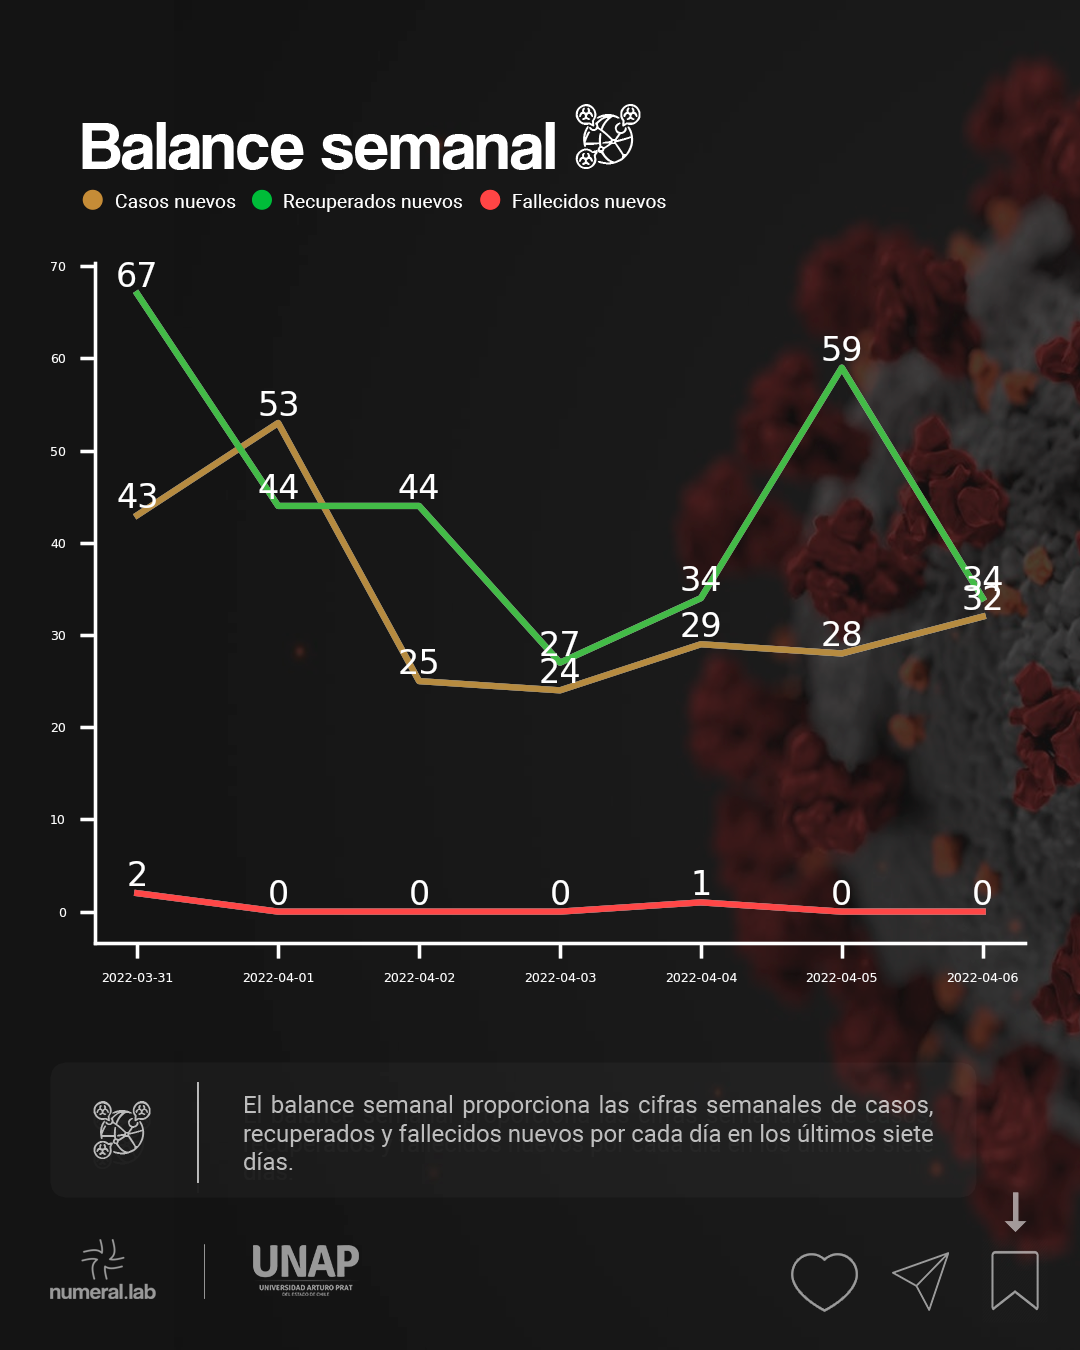 Balance semanal
Casos nuevos Recuperados nuevos Fallecidos nuevos
70
60
50
40
30
20
10
0
67
43
53
44
44
25
27
24
34
29
59
28
34
32
2
0
0
0
1
0
0
2022-03-31 2022-04-01 2022-04-02 2022-04-03 2022-04-04 2022-04-05 2022-04-06
El balance semanal proporciona las cifras semanales de casos,
recuperados y fallecidos nuevos por cada día en los últimos siete
días.
numeral.lab
UNAP
UNIVERSIDAD ARTURO PRAT
DEL ESTADO DE CHILE